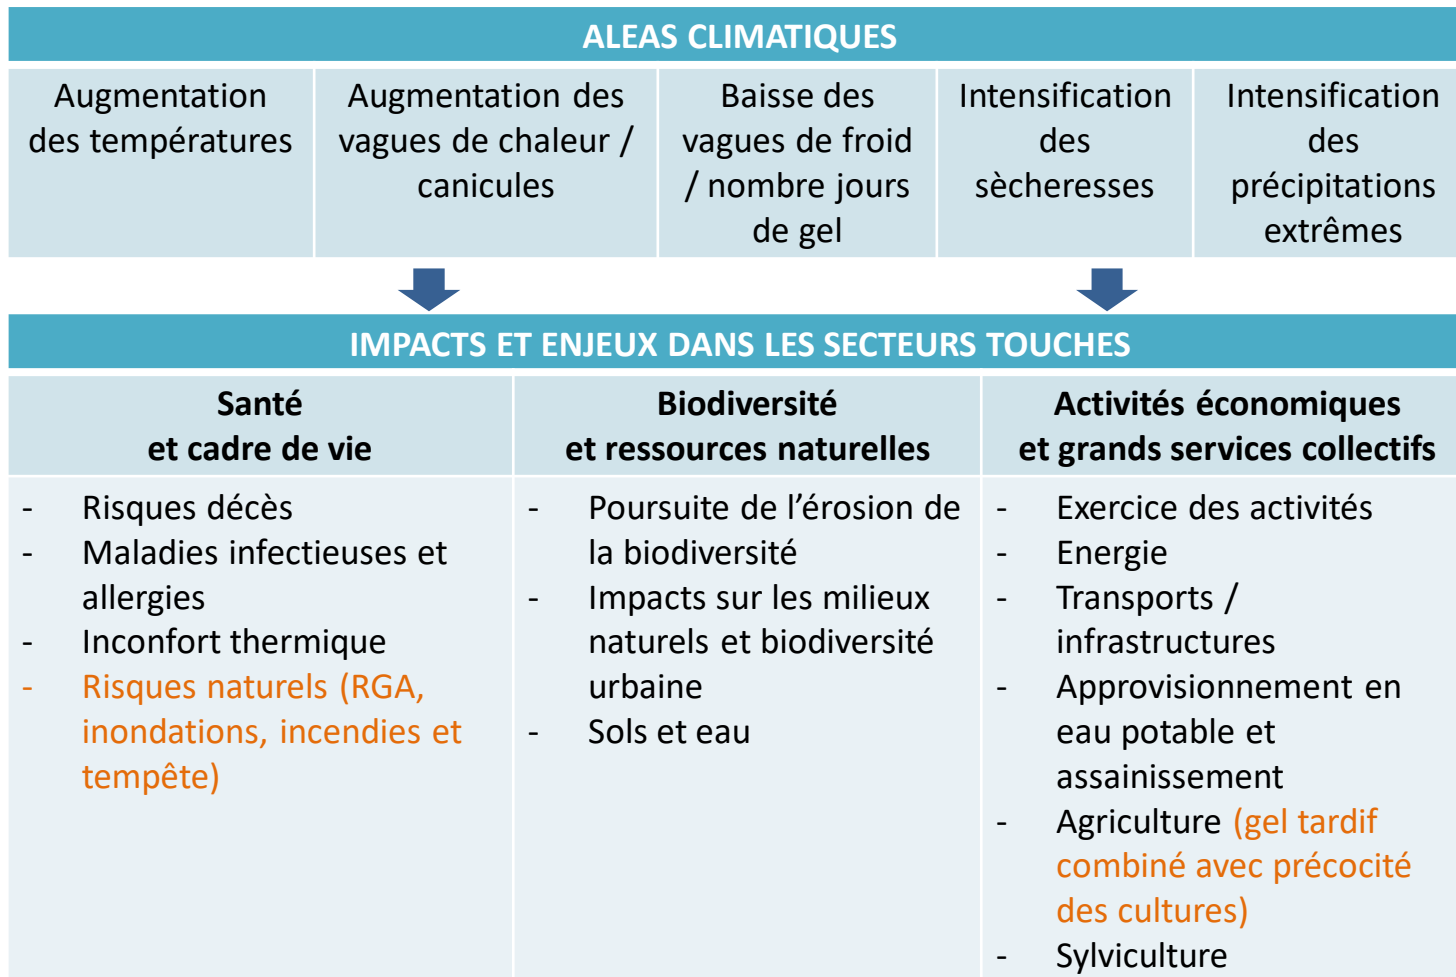 ALEAS CLIMATIQUES
Augmentation
des températures
Augmentation des
vagues de chaleur /
canicules
Baisse des
vagues de froid
/ nombre jours
de gel
Intensification
des
sècheresses
Intensification
des
précipitations
extrêmes
IMPACTS ET ENJEUX DANS LES SECTEURS TOUCHES
Santé
et cadre de vie
- Risques décès
- Maladies infectieuses et
allergies
- Inconfort thermique
- Risques naturels (RGA,
inondations, incendies et
tempête)
Biodiversité
et ressources naturelles
- Poursuite de l’érosion de
la biodiversité
- Impacts sur les milieux
naturels et biodiversité
urbaine
- Sols et eau
Activités économiques
et grands services collectifs
- Exercice des activités
- Energie
- Transports /
infrastructures
- Approvisionnement en
eau potable et
assainissement
- Agriculture (gel tardif
combiné avec précocité
des cultures)
- Sylviculture